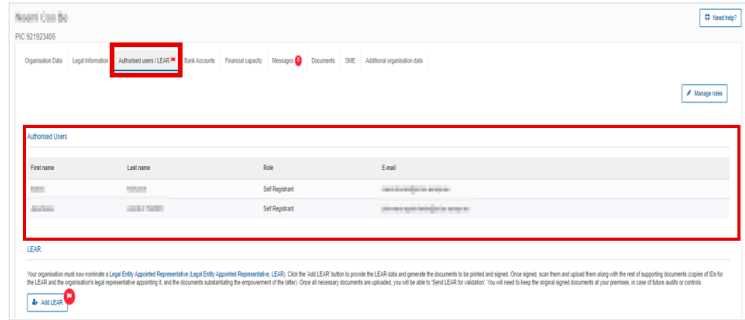 Need help?
PIC 921923406
Organisation Data Legal Information Authorised users / LEAR Bank Accounts Financial capacity Messages Documents SME Additional organisation data
Manage roles
Authorised Users
First name Last name Role E-mail
Self Registrant
Self Registrant
LEAR
Your organisation must now nominate a Legal Entity Appointed Representative (Legal Entity Appointed Representative, LEAR). Click the 'Add LEAR' button to provide the LEAR data and generate the documents to be printed and signed. Once signed, scan them and upload them along with the rest of supporting documents (copies of IDs for
the LEAR and the organisation's legal representative appointing it, and the documents substantiating the empowerment of the latter). Once all necessary documents are uploaded, you will be able to 'Send LEAR for validation'. You will need to keep the original signed documents at your premises, in case of future audits or controls.
Add LEAR